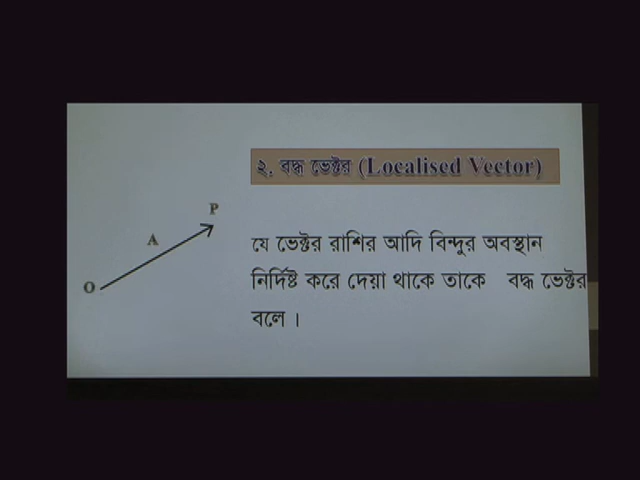 ২. বদ্ধ ভেক্টর (Localised Vector)
P
A
O
যে ভেক্টর রাশির আদি বিন্দুর অবস্থান
নির্দিষ্ট করে দেয়া থাকে তাকে বদ্ধ ভেক্টর
বলে ।